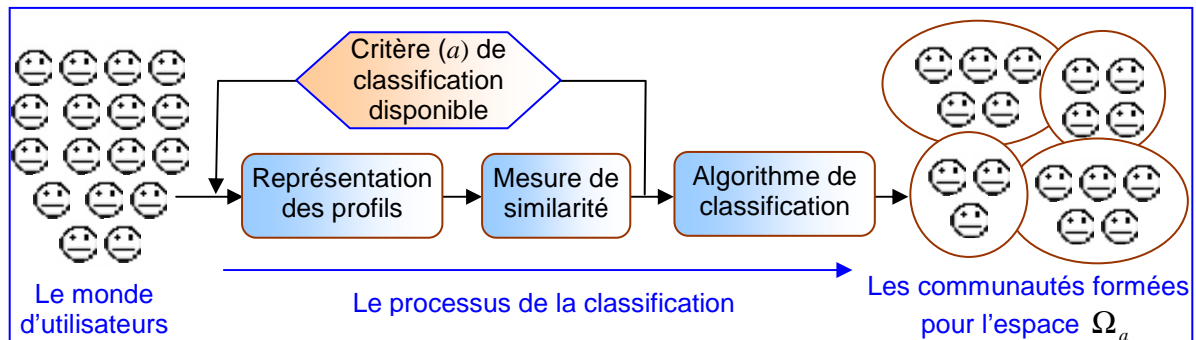 Critère (a) de
classification
disponible
Représentation
des profils
Mesure de
similarité
Algorithme de
classification
Le monde
d'utilisateurs
Le processus de la classification
Les communautés formées
pour l'espace Ωₐ